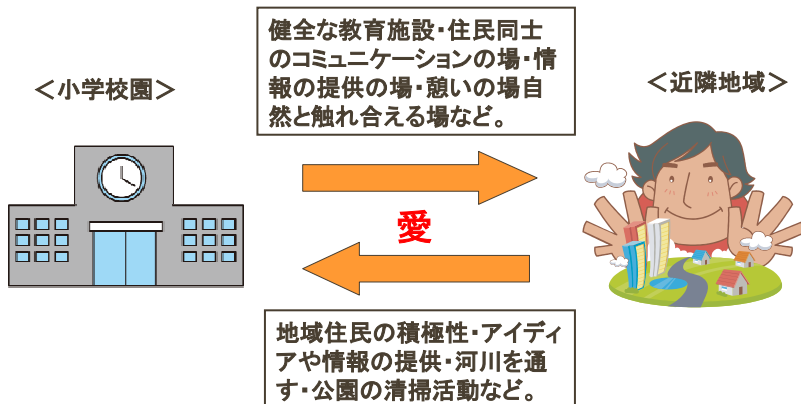 健全な教育施設・住民同士
のコミュニケーションの場・情
報の提供の場・憩いの場自
然と触れ合える場など。
＜小学校園＞
＜近隣地域＞
愛
地域住民の積極性・アイディ
アや情報の提供・河川を通
す・公園の清掃活動など。